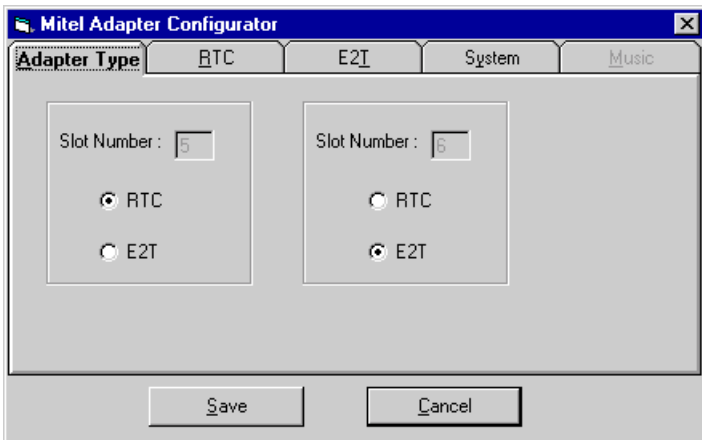 Mitel Adapter Configurator
Adapter Type RTC E2T System Music
Slot Number : 5 Slot Number : 6
RTC RTC
E2T E2T
Save Cancel